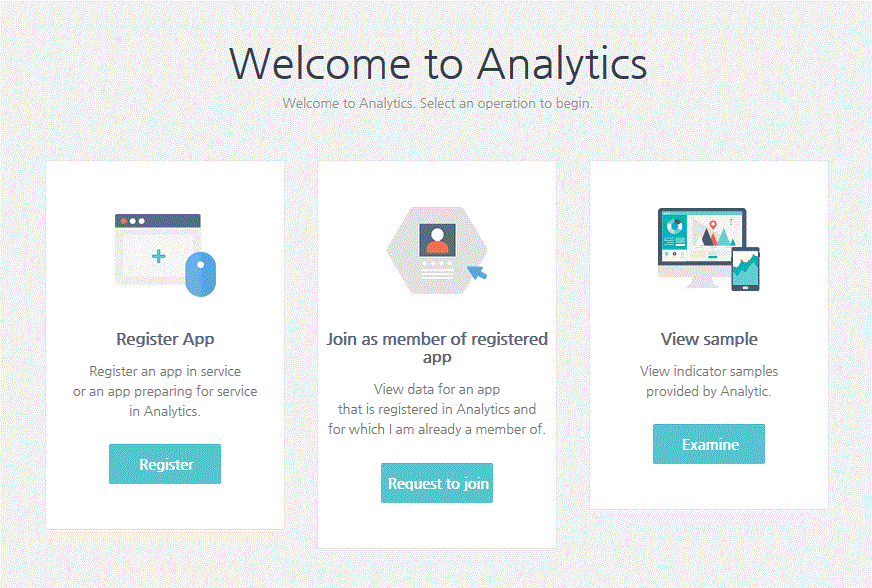 Welcome to Analytics
Welcome to Analytics. Select an operation to begin.
Register App
Register an app in service
or an app preparing for service
in Analytics.
Register
Join as member of registered
app
View data for an app
that is registered in Analytics and
for which I am already a member of.
Request to join
View sample
View indicator samples
provided by Analytic.
Examine